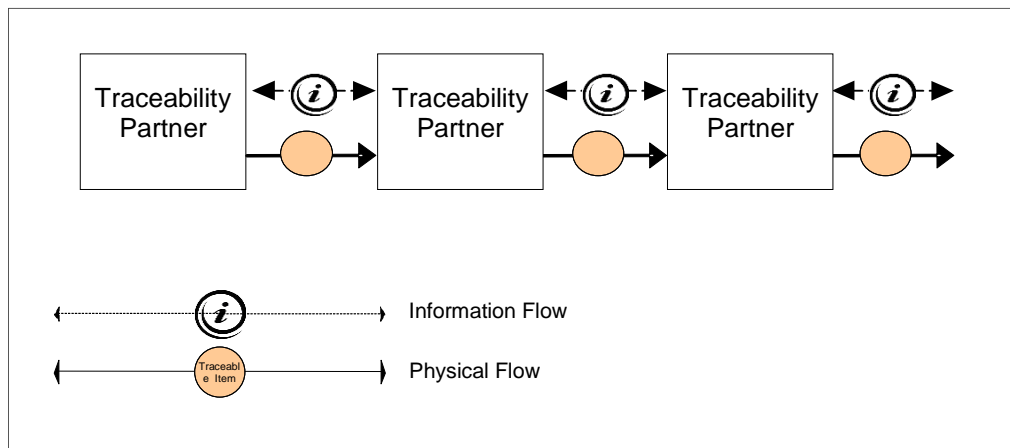 Traceability
Partner
i
Traceability
Partner
i
Traceability
Partner
i
i
Information Flow
Traceabl
e Item
Physical Flow